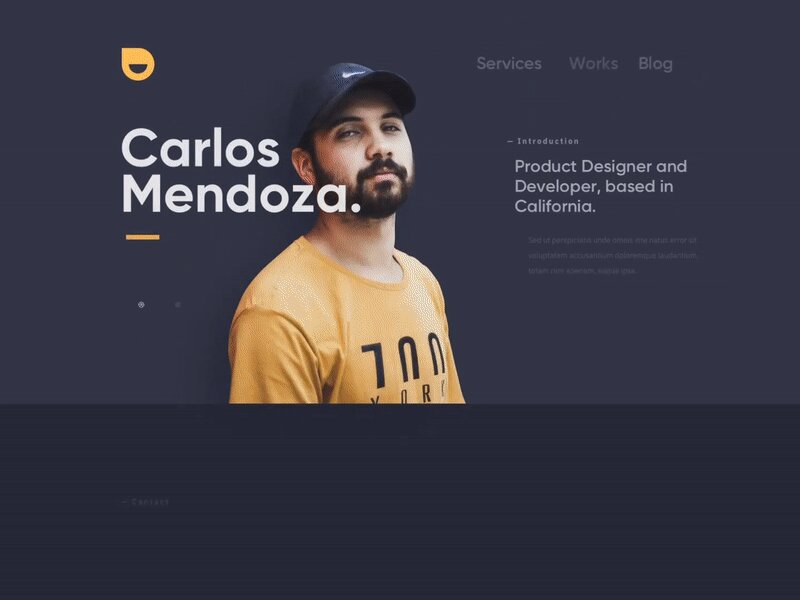 Services Works Blog
Carlos
Mendoza.
— Introduction
Product Designer and
Developer, based in
California.
Sed ut perspiciatis unde omnis iste natus error sit
voluptatem accusantium doloremque laudantium,
totam rem aperiam, eaque ipsa.
YORK
— Contact